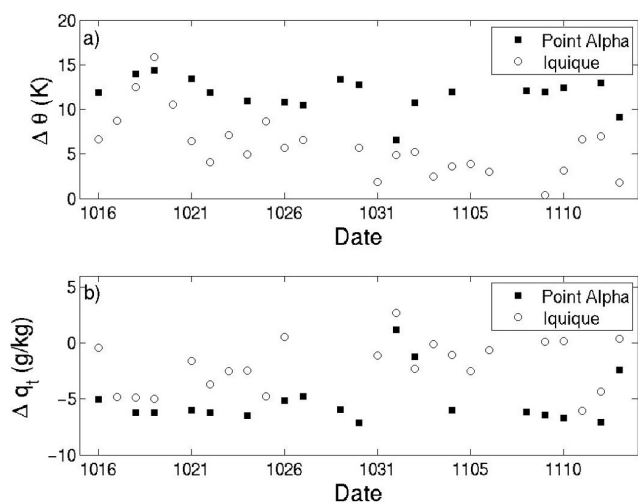 a)
Point Alpha
Iquique
Δ θ (K)
20
15
10
5
0
1016 1021 1026 1031 1105 1110
Date
b)
Point Alpha
Iquique
Δ qt (g/kg)
5
0
−5
−10
1016 1021 1026 1031 1105 1110
Date